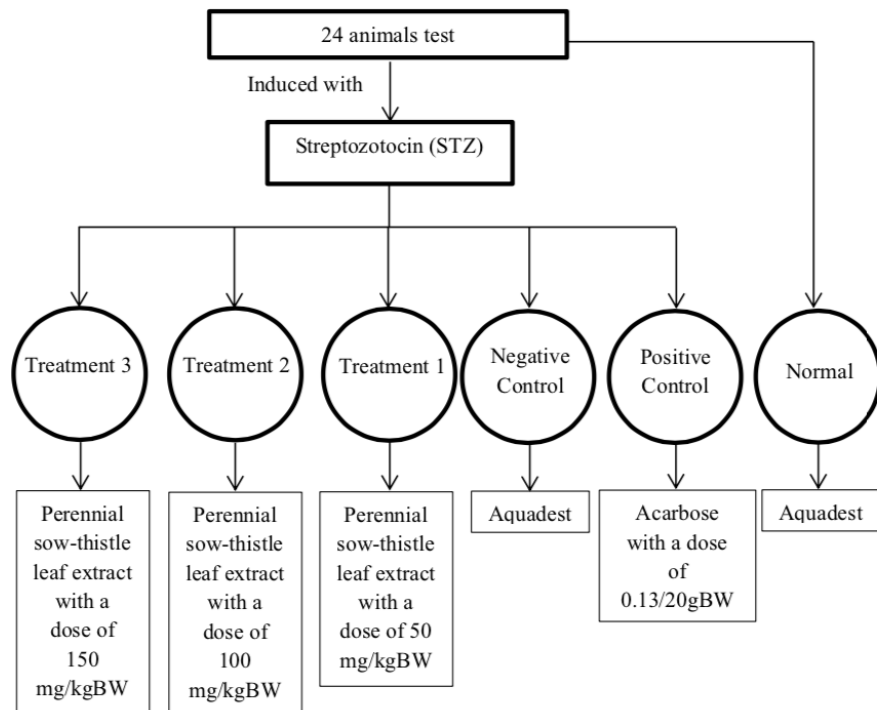 24 animals test
Induced with
Streptozotocin (STZ)
Treatment 3
Treatment 2
Treatment 1
Negative
Control
Positive
Control
Normal
Perennial
sow-thistle
leaf extract
with a
dose of
150
mg/kgBW
Perennial
sow-thistle
leaf extract
with a
dose of
100
mg/kgBW
Perennial
sow-thistle
leaf extract
with a
dose of 50
mg/kgBW
Aquadest
Acarbose
with a dose
of
0.13/20gBW
Aquadest